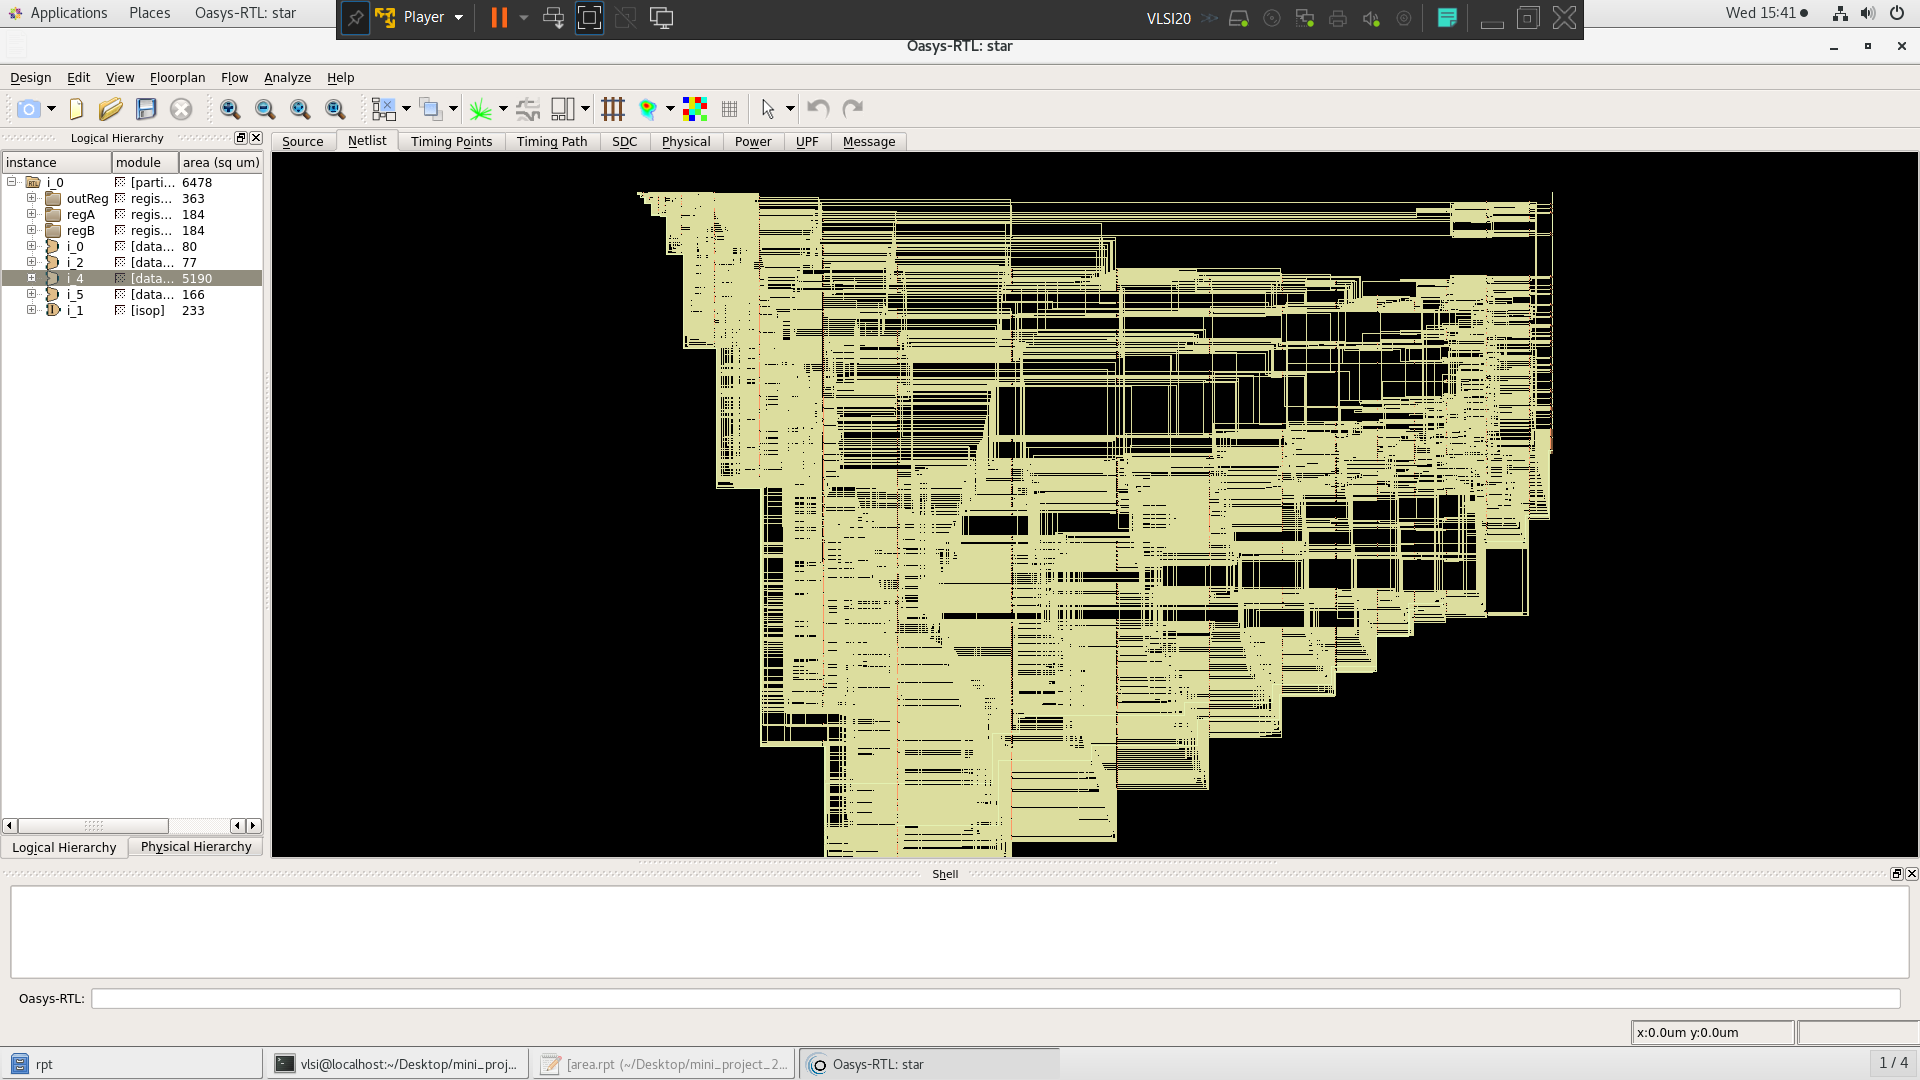 Applications Places Oasys-RTL: star
Player
VLSI20
Wed 15:41
Oasys-RTL: star
Design Edit View Floorplan Flow Analyze Help
Logical Hierarchy
Source Netlist Timing Points Timing Path SDC Physical Power UPF Message
instance module area (sq um)
i_0 [parti... 6478
outReg regis... 363
regA regis... 184
regB regis... 184
i_0 [data... 80
i_2 [data... 77
i_4 [data... 5190
i_5 [data... 166
i_1 [isop] 233
Logical Hierarchy Physical Hierarchy
Shell
Oasys-RTL:
x:0.0um y:0.0um
rpt
vlsi@localhost:~/Desktop/mini_proj...
[area.rpt (~/Desktop/mini_project_2...
Oasys-RTL: star
1 / 4